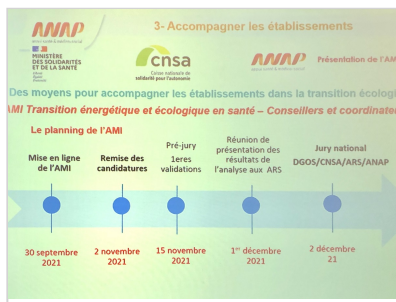 ANAP
3- Accompagner les établissements
MINISTÈRE
DES SOLIDARITÉS
ET DE LA SANTÉ
cnsa
Caisse nationale de
solidarité pour l'autonomie
ANAP
Présentation de l'AM
Des moyens pour accompagner les établissements dans la transition écologi
AMI Transition énergétique et écologique en santé – Conseillers et coordinate
Le planning de l'AMI
Mise en ligne
de l'AMI
Remise des
candidatures
Pré-jury
1eres
validations
Réunion de
présentation des
résultats de
l'analyse aux ARS
Jury national
DGOS/CNSA/ARS/ANAP
30 septembre
2021
2 novembre
2021
15 novembre
2021
1er décembre
2021
2 décembre
21